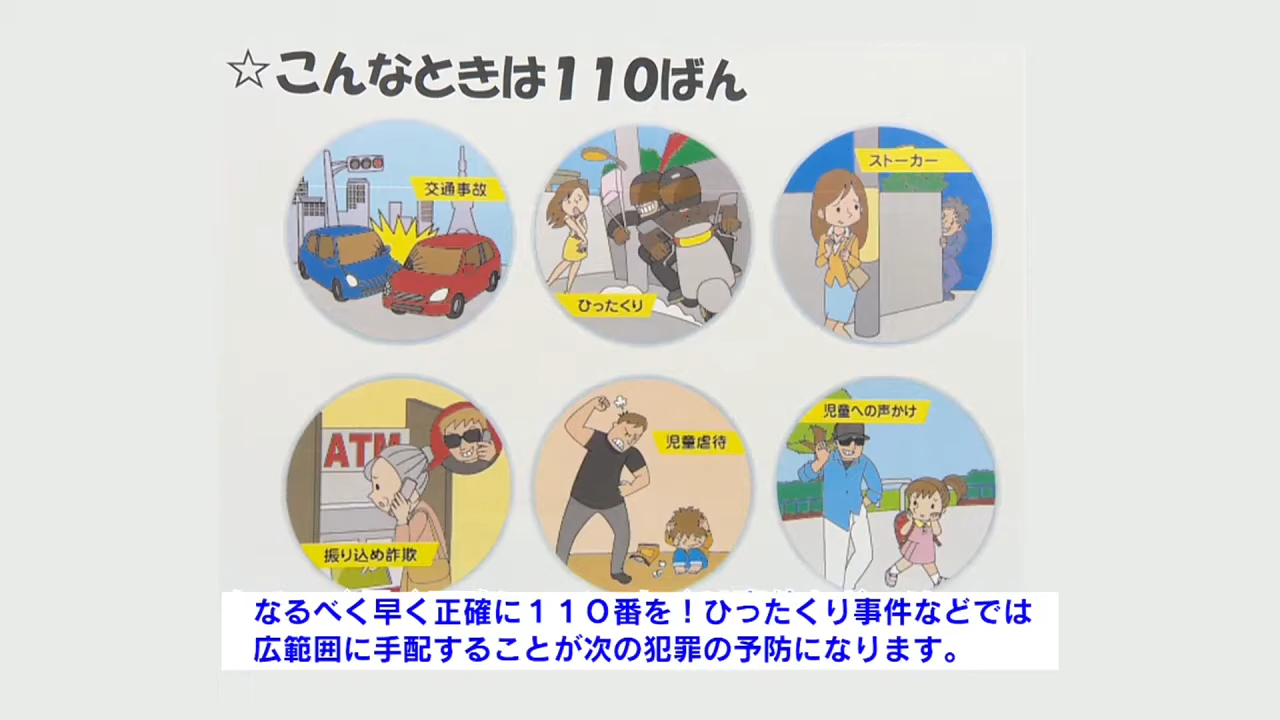 ☆こんなときは110ばん
交通事故
ひったくり
ストーカー
ATM
振り込め詐欺
児童虐待
児童への声かけ
なるべく早く正確に１１０番を！ひったくり事件などでは
広範囲に手配することが次の犯罪の予防になります。